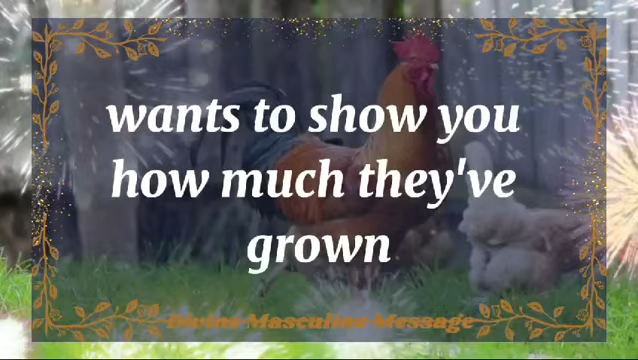 wants to show you
how much they've
grown
Divine Masculine Message